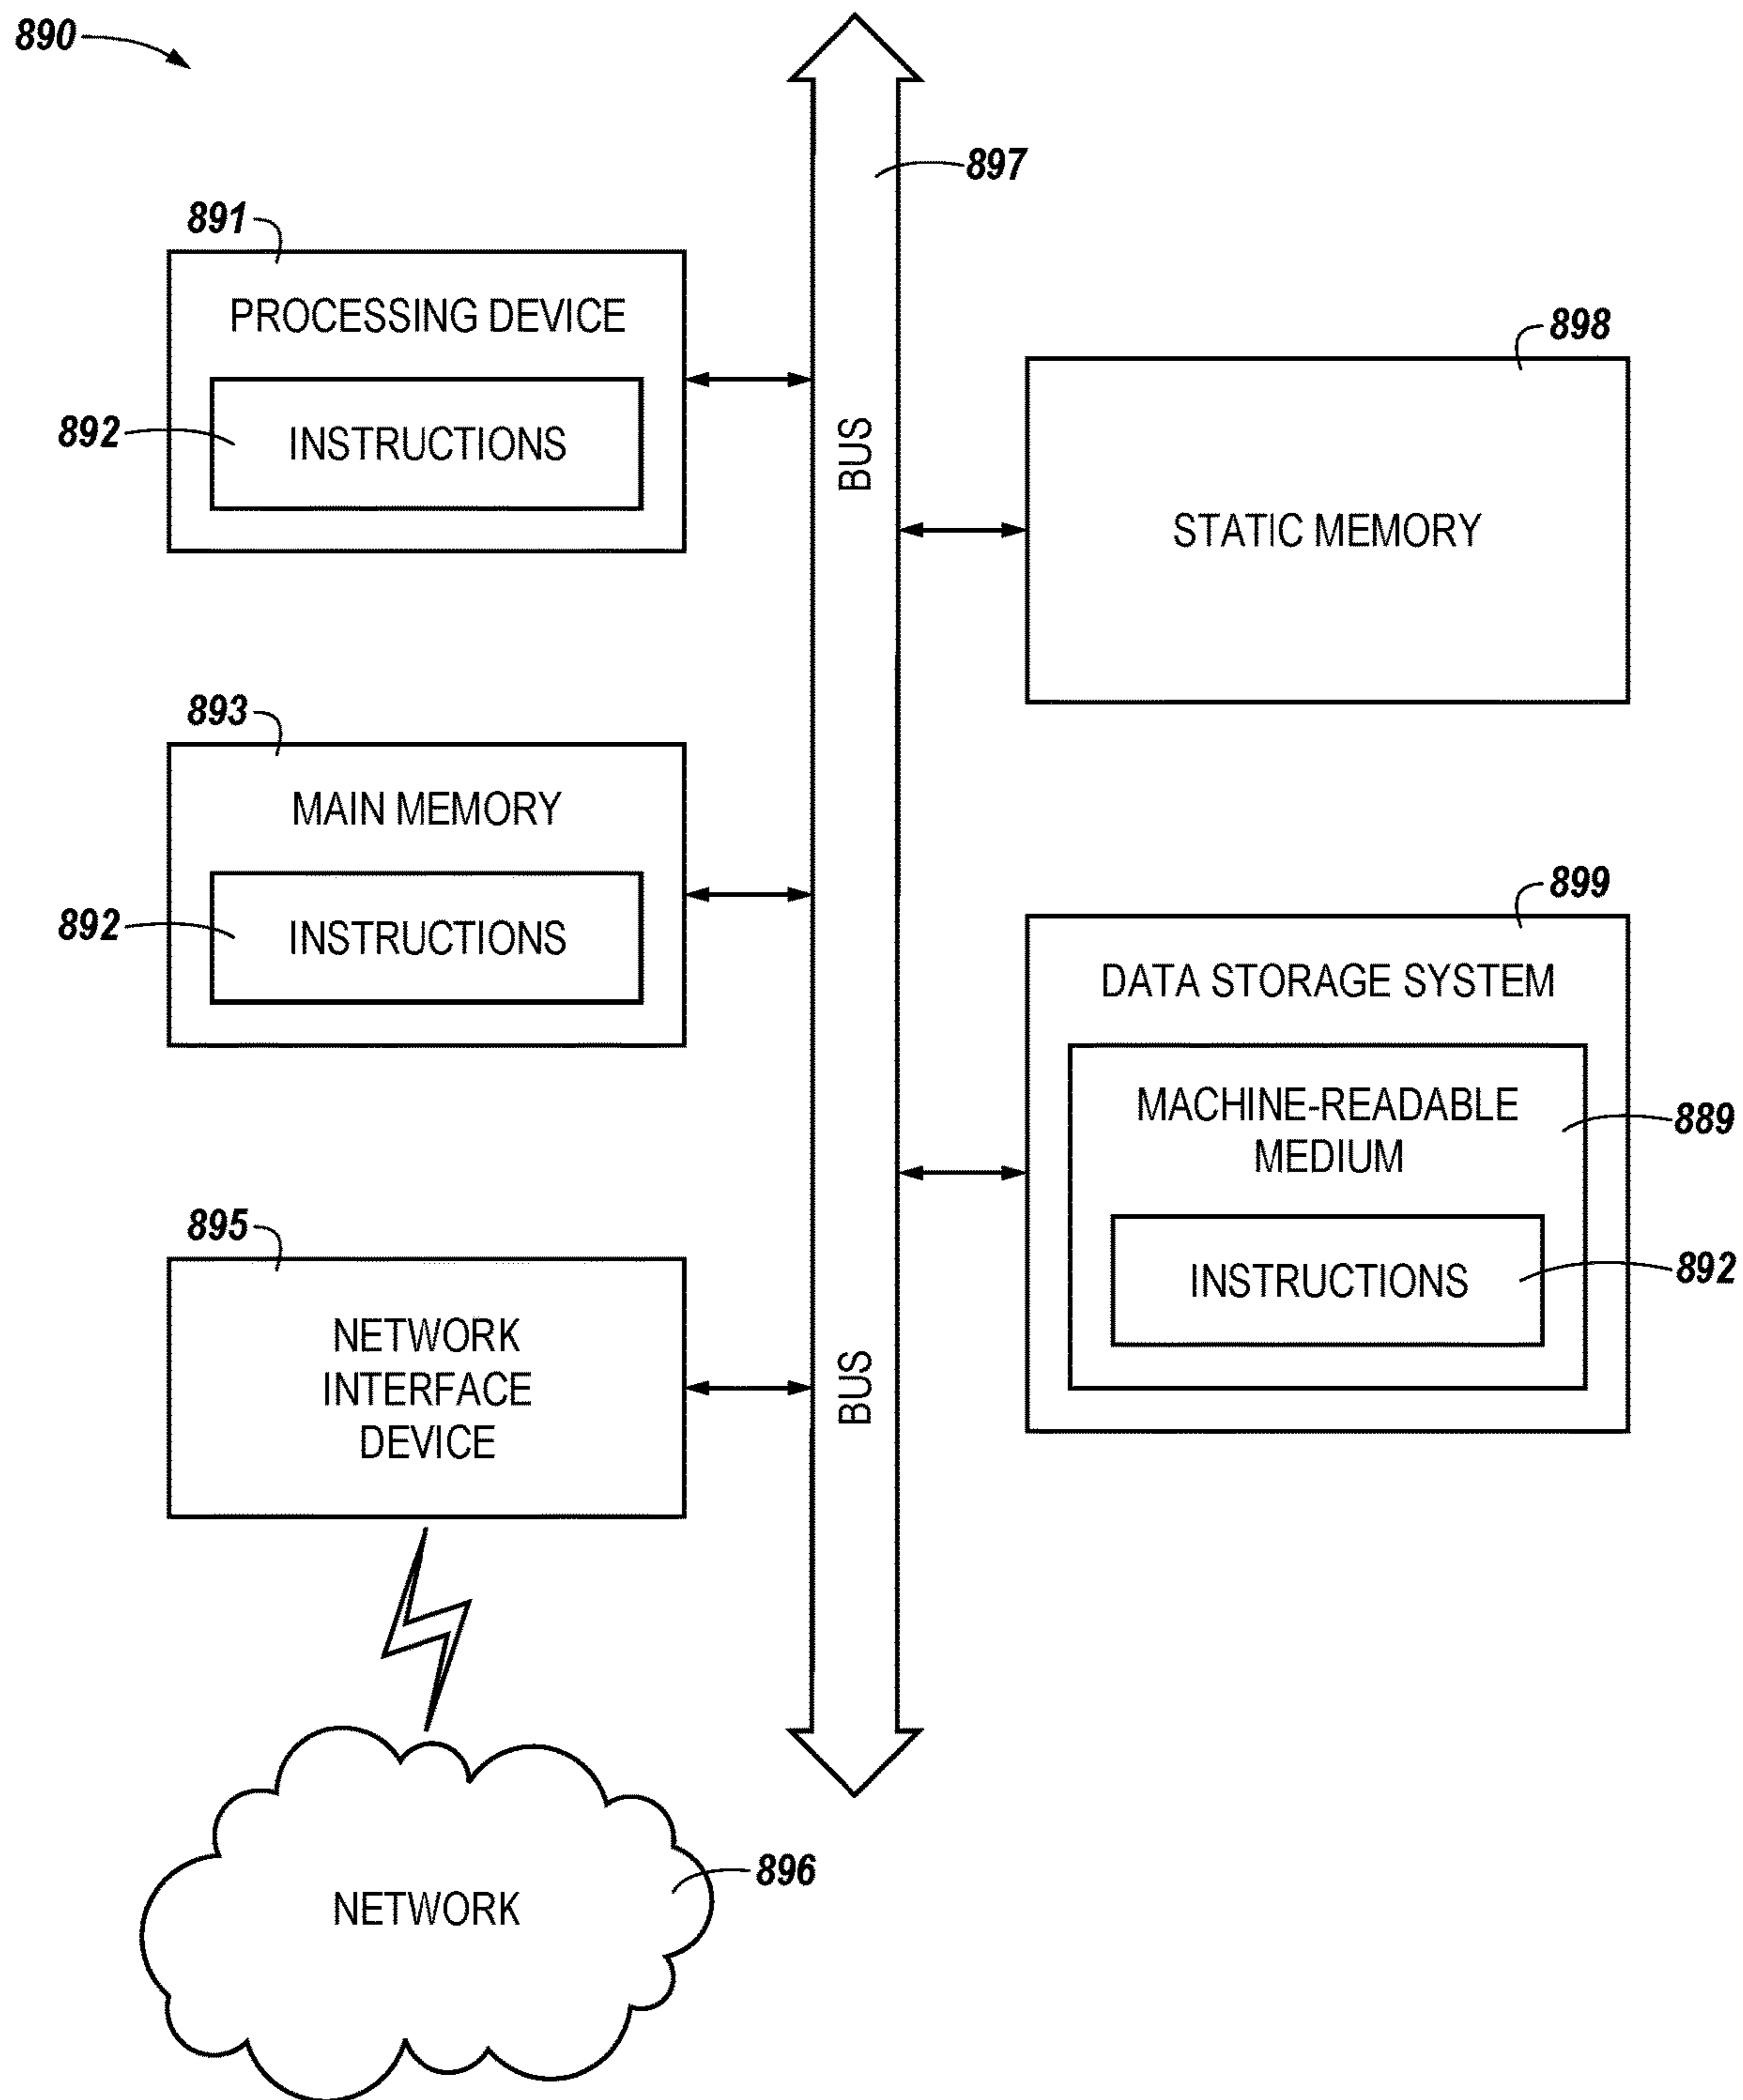 890
897
891
PROCESSING DEVICE
892
INSTRUCTIONS
BUS
898
STATIC MEMORY
893
MAIN MEMORY
892
INSTRUCTIONS
899
DATA STORAGE SYSTEM
MACHINE-READABLE
MEDIUM
889
INSTRUCTIONS
892
895
NETWORK
INTERFACE
DEVICE
BUS
NETWORK
896